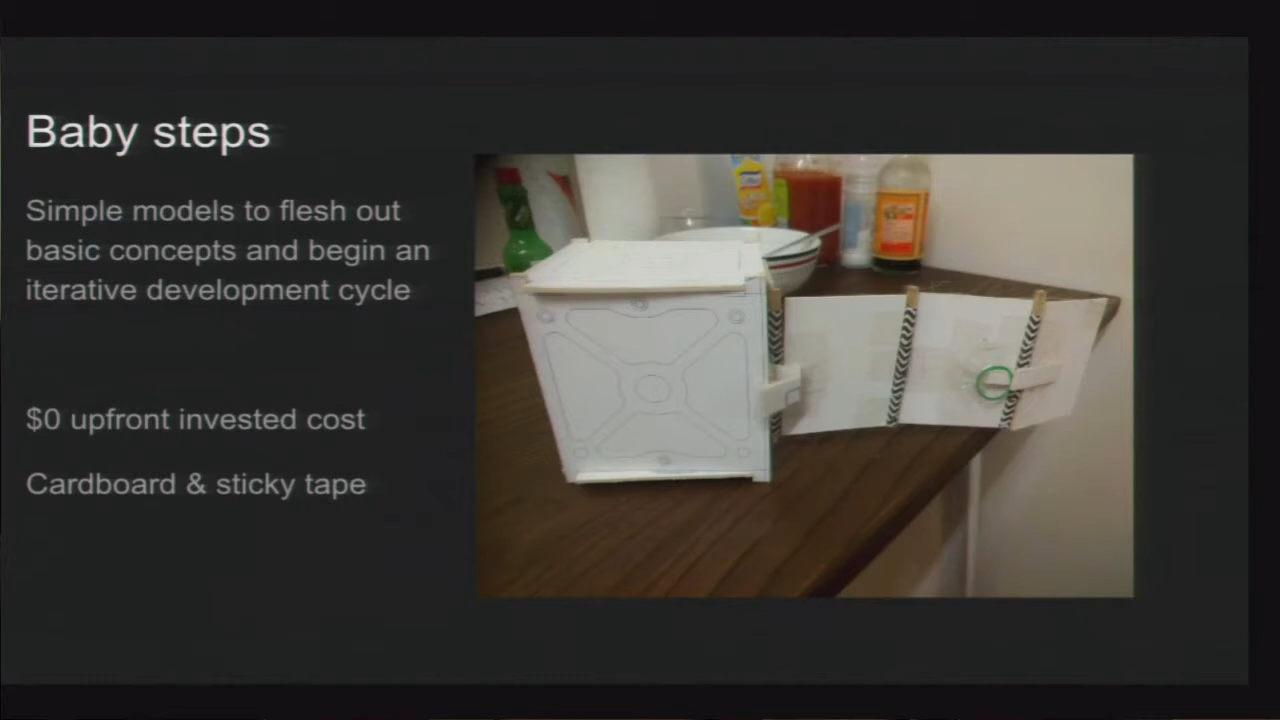 Baby steps
Simple models to flesh out
basic concepts and begin an
iterative development cycle
$0 upfront invested cost
Cardboard & sticky tape